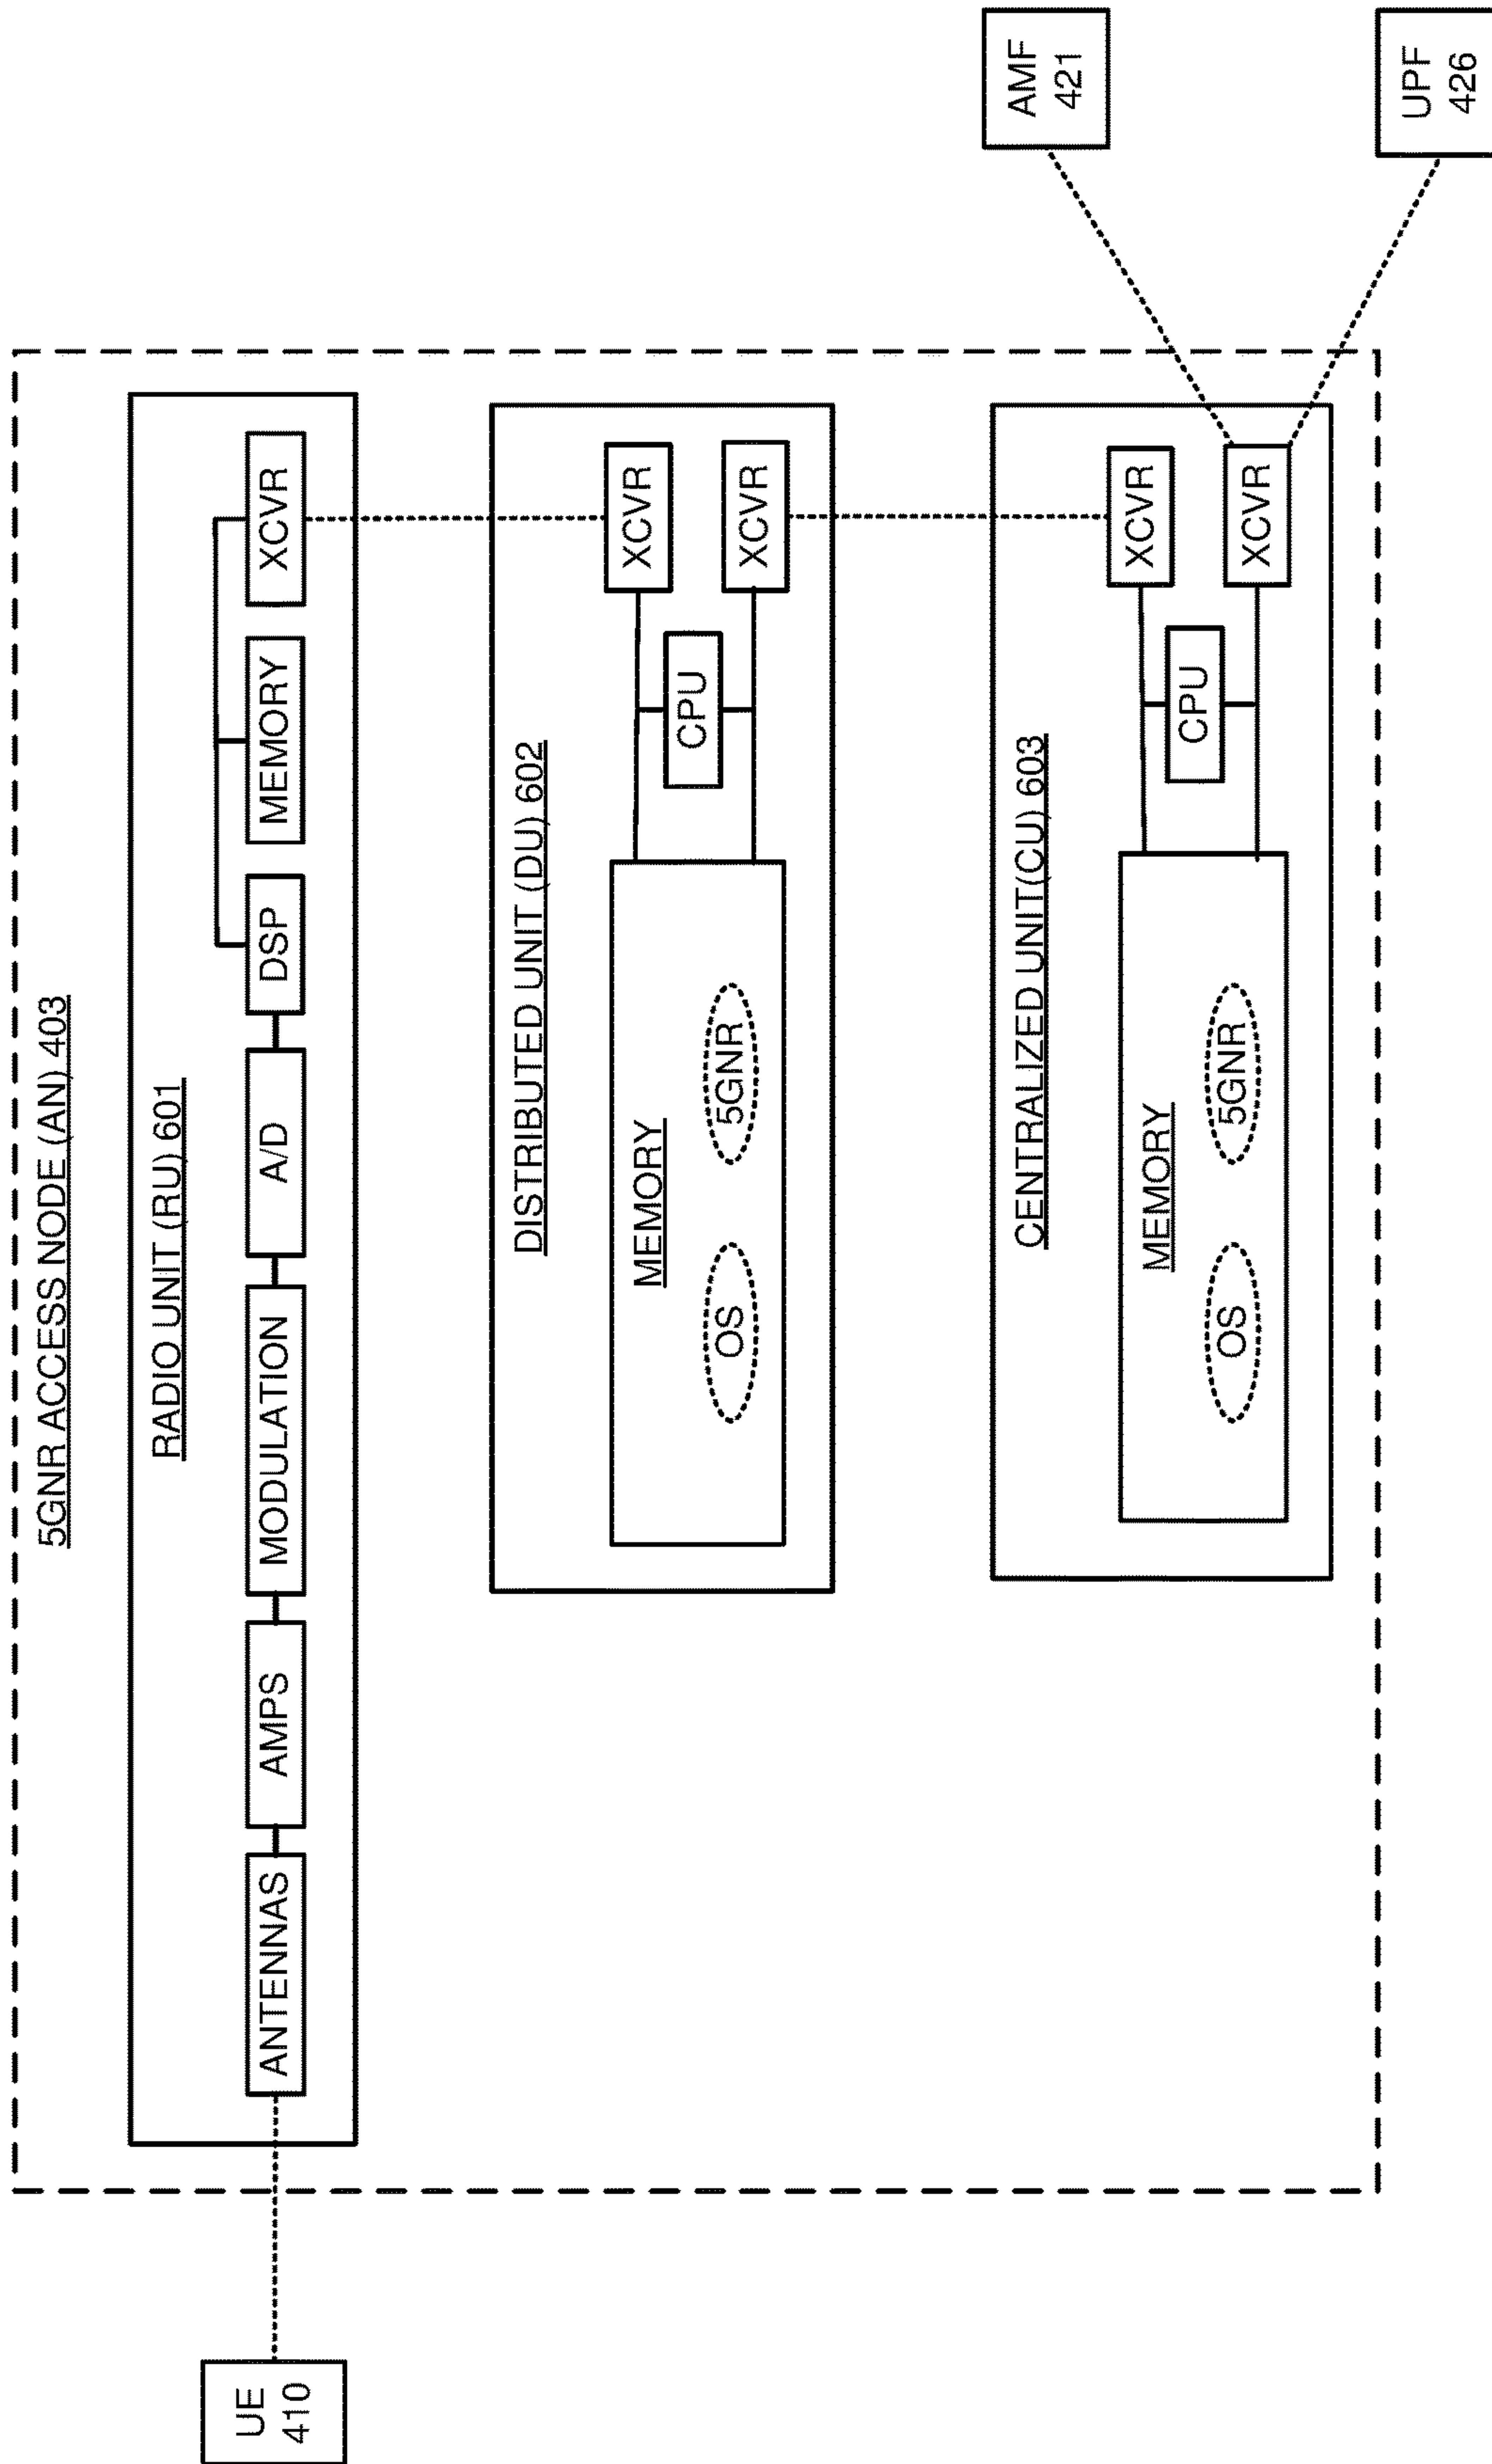 5GNR ACCESS NODE (AN) 403
RADIO UNIT (RU) 601
UE
410
ANTENNAS
AMPS
MODULATION
A/D
DSP
MEMORY
XCVR
DISTRIBUTED UNIT (DU) 602
MEMORY
OS
5GNR
CPU
XCVR
XCVR
CENTRALIZED UNIT(CU) 603
MEMORY
OS
5GNR
CPU
XCVR
XCVR
AMF
421
UPF
426